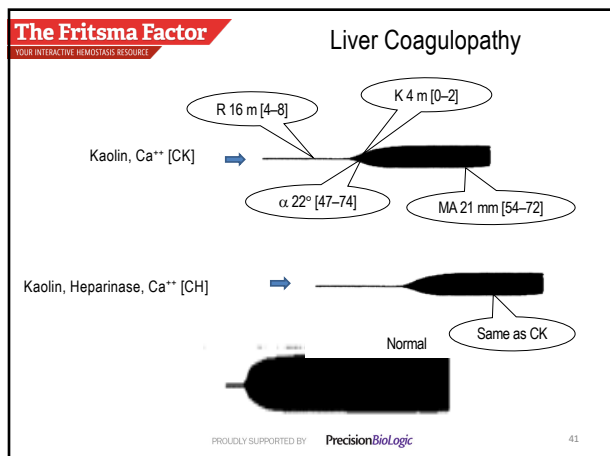 The Fritsma Factor
YOUR INTERACTIVE HEMOSTASIS RESOURCE
Liver Coagulopathy
K 4 m [0–2]
R 16 m [4–8]
Kaolin, Ca⁺⁺ [CK]
α 22° [47–74]
MA 21 mm [54–72]
Kaolin, Heparinase, Ca⁺⁺ [CH]
Same as CK
Normal
PROUDLY SUPPORTED BY PrecisionBioLogic
41